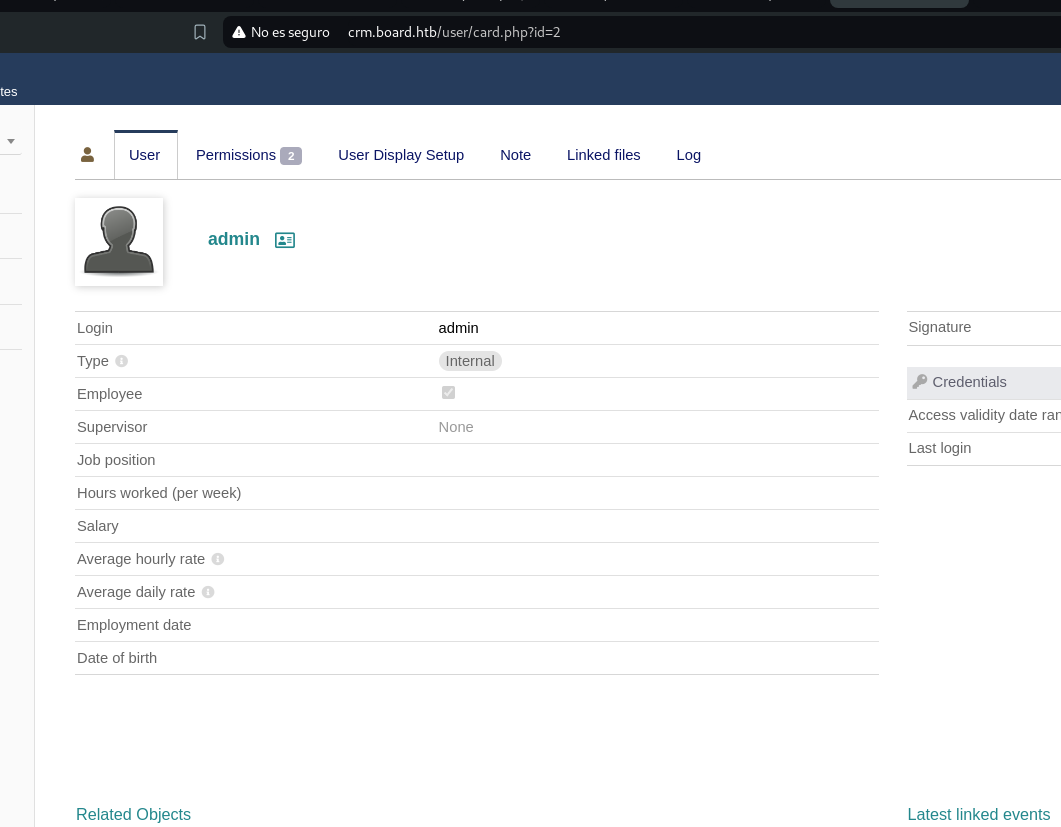 No es seguro crm.board.htb/user/card.php?id=2
tes
User Permissions 2 User Display Setup Note Linked files Log
admin
Login admin
Type Internal
Employee
Supervisor None
Job position
Hours worked (per week)
Salary
Average hourly rate
Average daily rate
Employment date
Date of birth
Signature
Credentials
Access validity date ran
Last login
Related Objects
Latest linked events